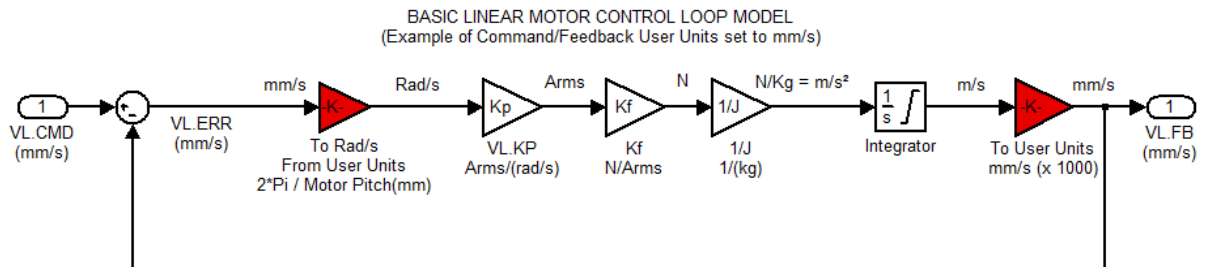 BASIC LINEAR MOTOR CONTROL LOOP MODEL
(Example of Command/Feedback User Units set to mm/s)
mm/s
Rad/s
Arms
N
N/Kg = m/s²
m/s
mm/s
1
VL.CMD
(mm/s)
+
-
VL.ERR
(mm/s)
-K-
To Rad/s
From User Units
2*Pi / Motor Pitch(mm)
Kp
VL.KP
Arms/(rad/s)
Kf
Kf
N/Arms
1/J
1/J
1/(kg)
1
s
Integrator
-K-
To User Units
mm/s (x 1000)
1
VL.FB
(mm/s)